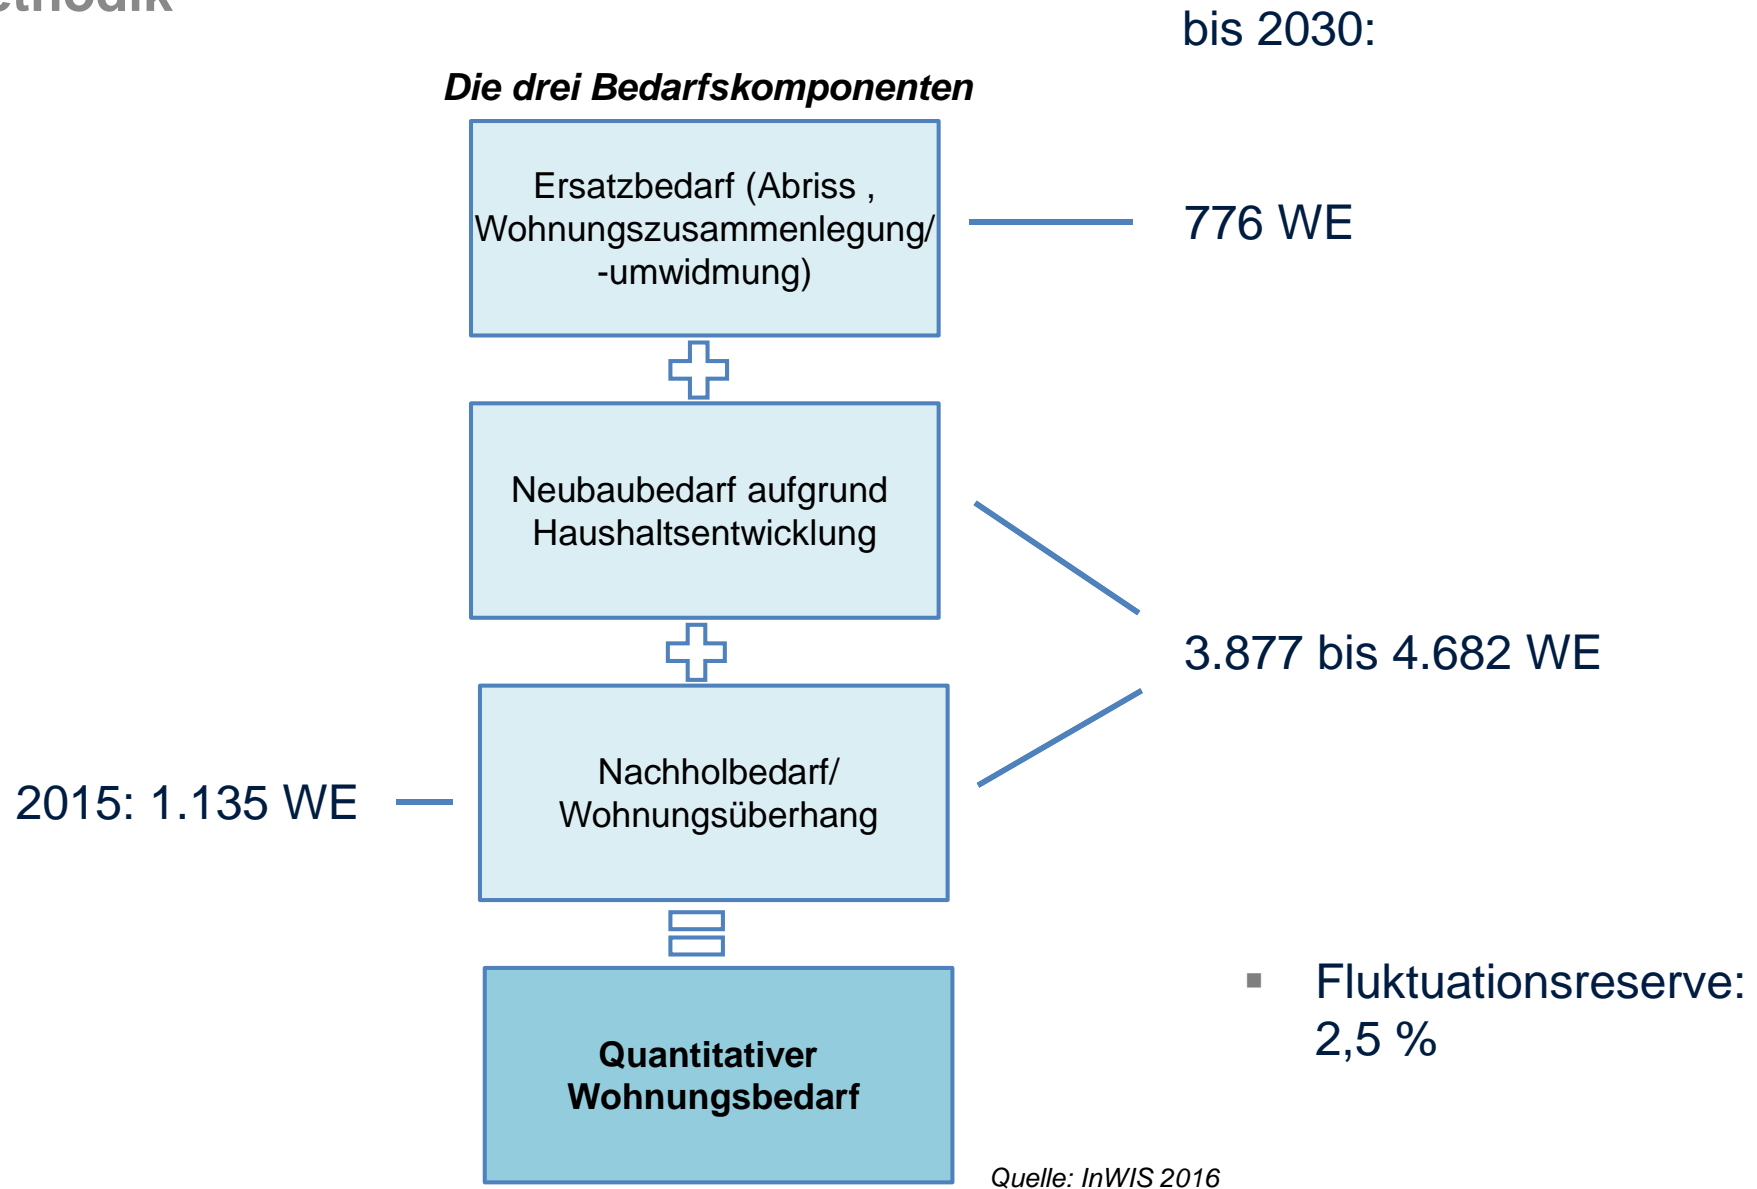 bis 2030:
Die drei Bedarfskomponenten
Ersatzbedarf (Abriss ,
Wohnungszusammenlegung/
-umwidmung)
776 WE
Neubaubedarf aufgrund
Haushaltsentwicklung
3.877 bis 4.682 WE
Nachholbedarf/
Wohnungsüberhang
2015: 1.135 WE
Quantitativer
Wohnungsbedarf
▪ Fluktuationsreserve:
2,5 %
Quelle: InWIS 2016